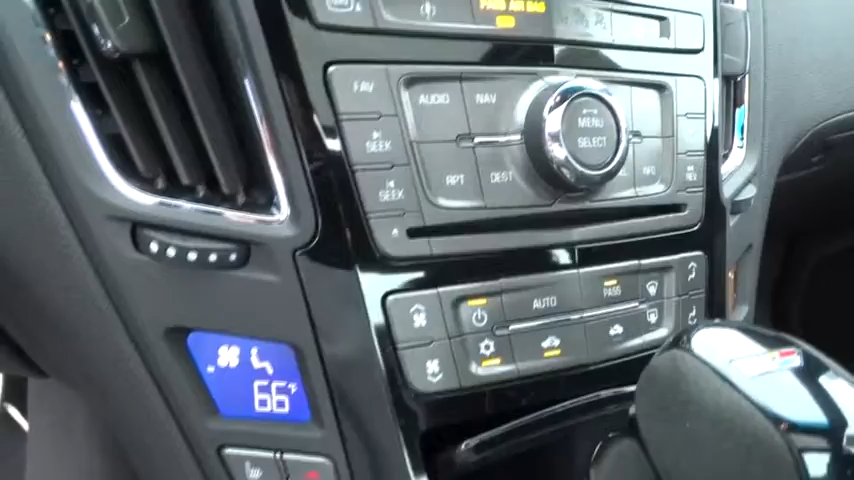 PASS AIR BAG
FAV
AUDIO
NAV
MENU
SELECT
SEEK
RPT
DEST
INFO
SEEK
REV
AUTO
PASS
66°F